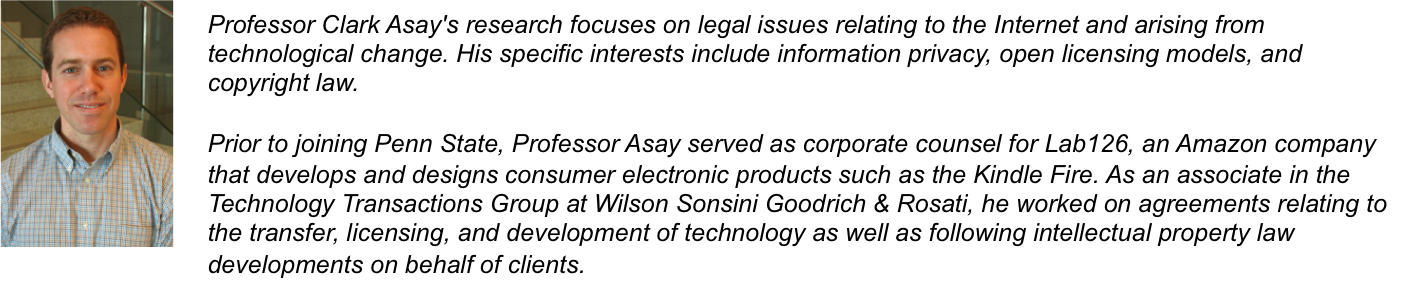 Professor Clark Asay's research focuses on legal issues relating to the Internet and arising from
technological change. His specific interests include information privacy, open licensing models, and
copyright law.
Prior to joining Penn State, Professor Asay served as corporate counsel for Lab126, an Amazon company
that develops and designs consumer electronic products such as the Kindle Fire. As an associate in the
Technology Transactions Group at Wilson Sonsini Goodrich & Rosati, he worked on agreements relating to
the transfer, licensing, and development of technology as well as following intellectual property law
developments on behalf of clients.